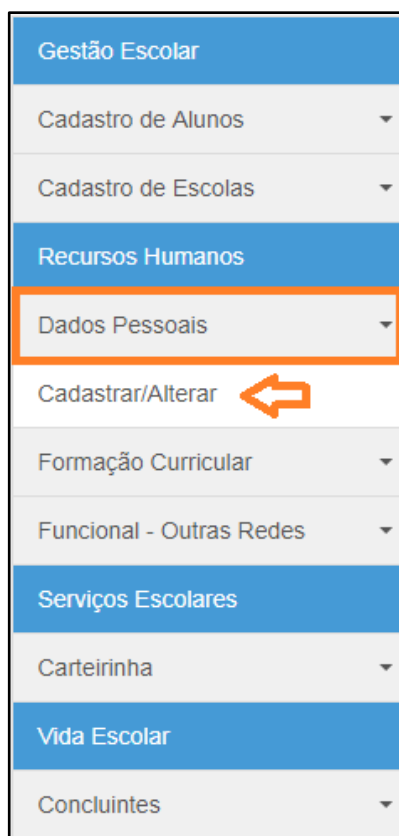 Gestão Escolar
Cadastro de Alunos
Cadastro de Escolas
Recursos Humanos
Dados Pessoais
Cadastrar/Alterar
Formação Curricular
Funcional - Outras Redes
Serviços Escolares
Carteirinha
Vida Escolar
Concluintes